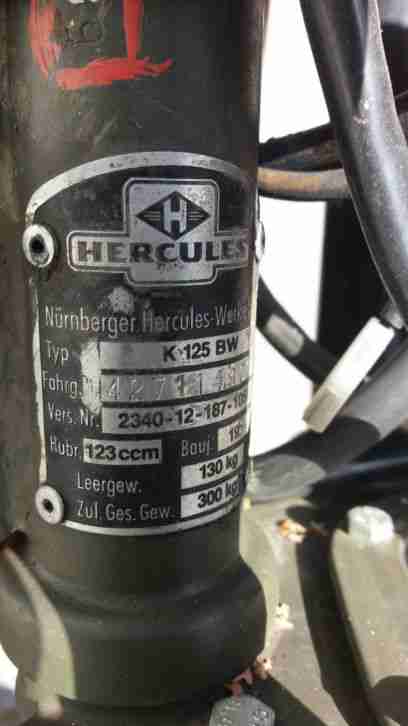 H
HERCULES
Nürnberger Hercules-Werke
Typ K 125 BW
Fahrg.
Vers. Nr. 2340-12-187-
Hubr. 123 ccm Bauj.
Leergew. 130 kg
Zul. Ges. Gew. 300 kg